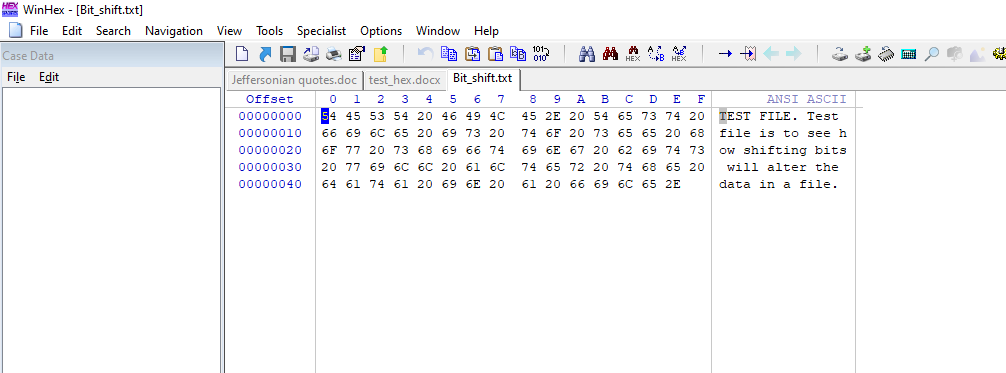 WinHex - [Bit_shift.txt]
File Edit Search Navigation View Tools Specialist Options Window Help
Case Data
File Edit
Jeffersonian quotes.doc test_hex.docx Bit_shift.txt
Offset 0 1 2 3 4 5 6 7 8 9 A B C D E F ANSI ASCII
00000000 54 45 53 54 20 46 49 4C 45 2E 20 54 65 73 74 20 TEST FILE. Test
00000010 66 69 6C 65 20 69 73 20 74 6F 20 73 65 65 20 68 file is to see h
00000020 6F 77 20 73 68 69 66 74 69 6E 67 20 62 69 74 73 ow shifting bits
00000030 20 77 69 6C 6C 20 61 6C 74 65 72 20 74 68 65 20 will alter the
00000040 64 61 74 61 20 69 6E 20 61 20 66 69 6C 65 2E data in a file.